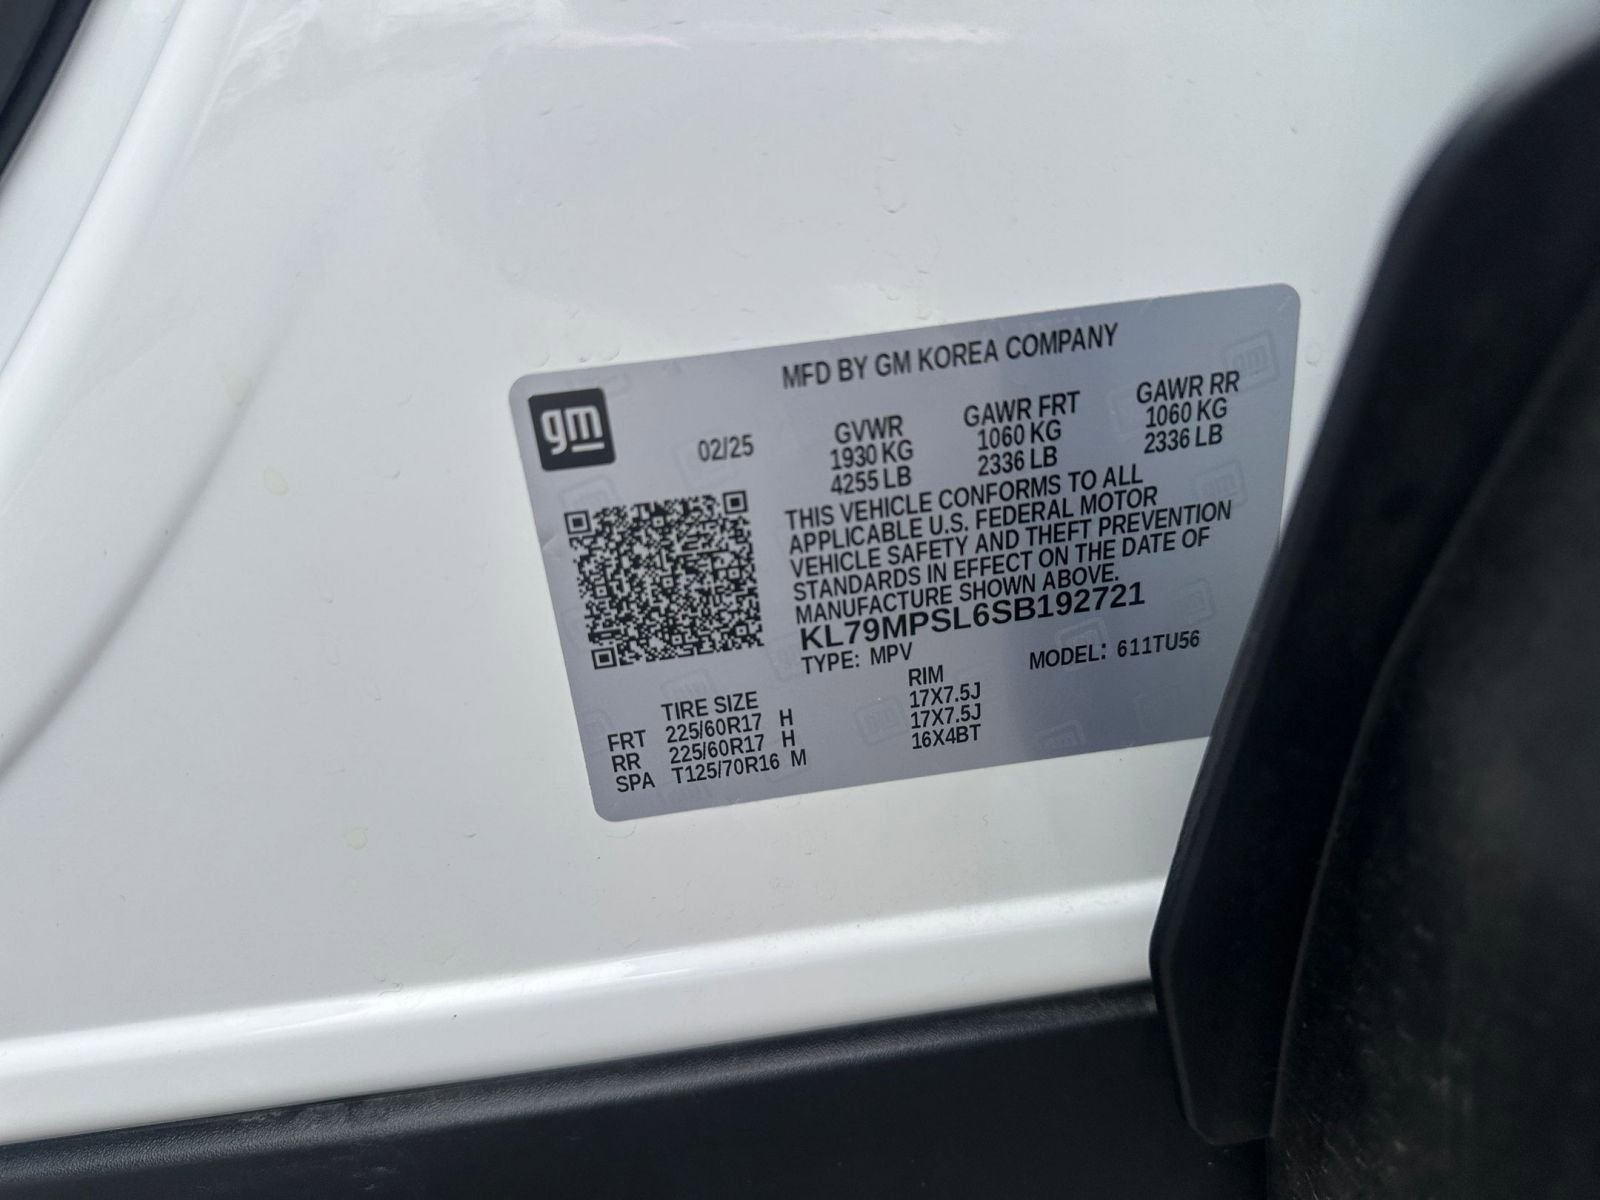 MFD BY GM KOREA COMPANY
gm
02/25
GVWR
1930 KG
4255 LB
GAWR FRT
1060 KG
2336 LB
GAWR RR
1060 KG
2336 LB
THIS VEHICLE CONFORMS TO ALL
APPLICABLE U.S. FEDERAL MOTOR
VEHICLE SAFETY AND THEFT PREVENTION
STANDARDS IN EFFECT ON THE DATE OF
MANUFACTURE SHOWN ABOVE.
KL79MPSL6SB192721
TYPE: MPV MODEL: 611TU56
TIRE SIZE RIM
FRT 225/60R17 H 17X7.5J
RR 225/60R17 H 17X7.5J
SPA T125/70R16 M 16X4BT